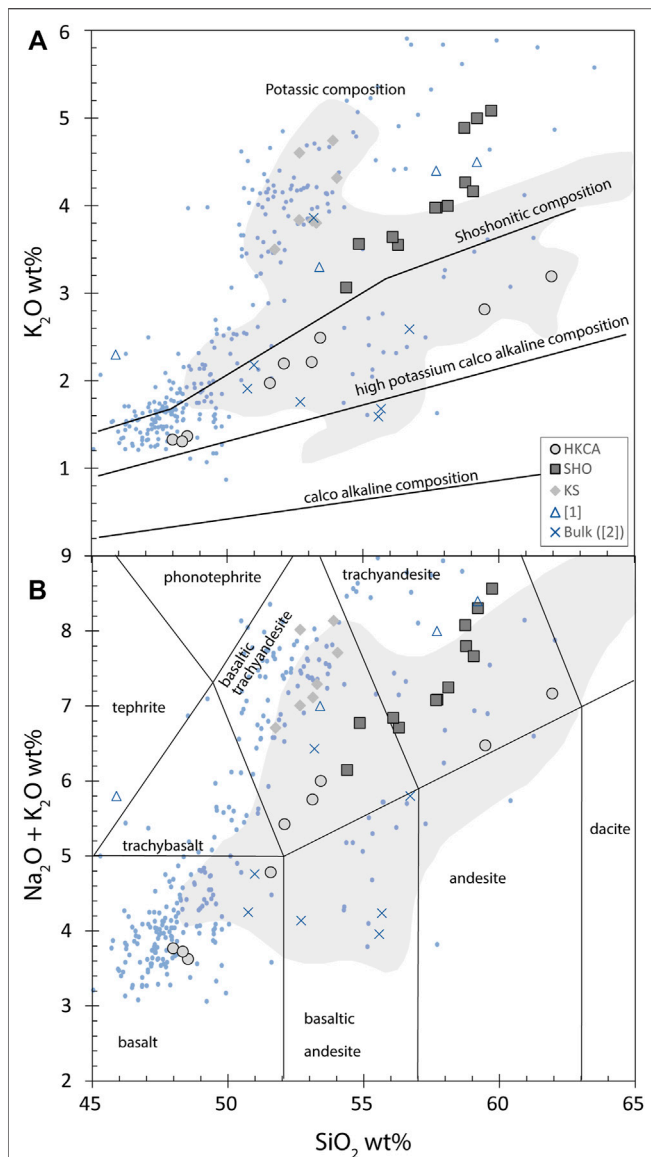 A
6
5
4
3
2
1
K2O wt%
Potassic composition
Shoshonitic composition
high potassium calco alkaline composition
calco alkaline composition
HKCA
SHO
KS
[1]
Bulk ([2])
B
9
8
7
6
5
4
3
2
Na2O + K2O wt%
phonotephrite
trachyandesite
basaltic
trachyandesite
tephrite
trachybasalt
dacite
andesite
basalt
basaltic
andesite
45
50
55
60
65
SiO2 wt%